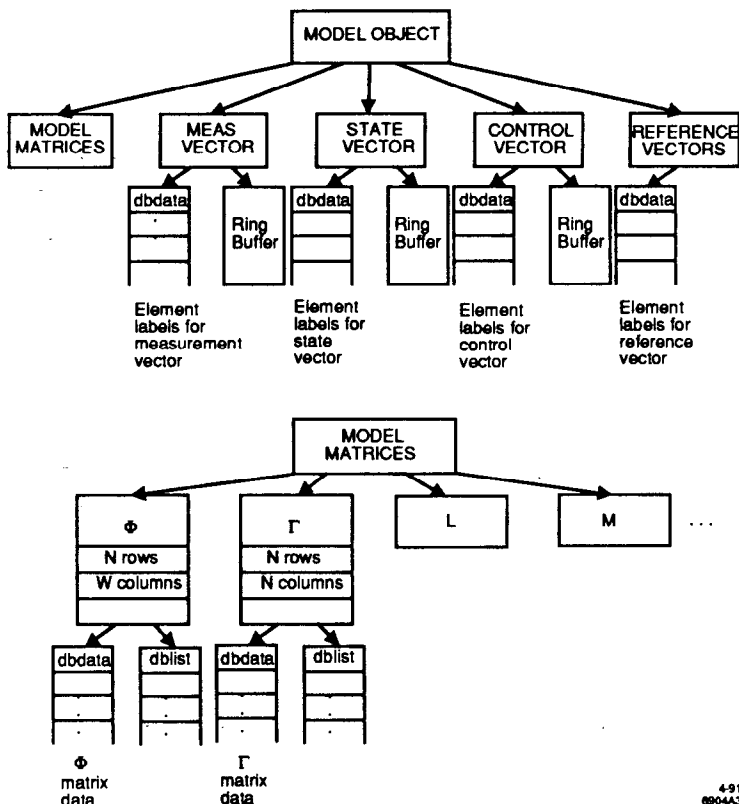 MODEL OBJECT
MODEL
MATRICES
MEAS
VECTOR
STATE
VECTOR
CONTROL
VECTOR
REFERENCE
VECTORS
dbdata
Ring
Buffer
dbdata
Ring
Buffer
dbdata
Ring
Buffer
dbdata
Element
labels for
measurement
vector
Element
labels for
state
vector
Element
labels for
control
vector
Element
labels for
reference
vector
MODEL
MATRICES
Φ
N rows
W columns
Γ
N rows
N columns
L
M
...
dbdata
dblist
dbdata
dblist
Φ
matrix
data
Γ
matrix
data
4-91
6904A3